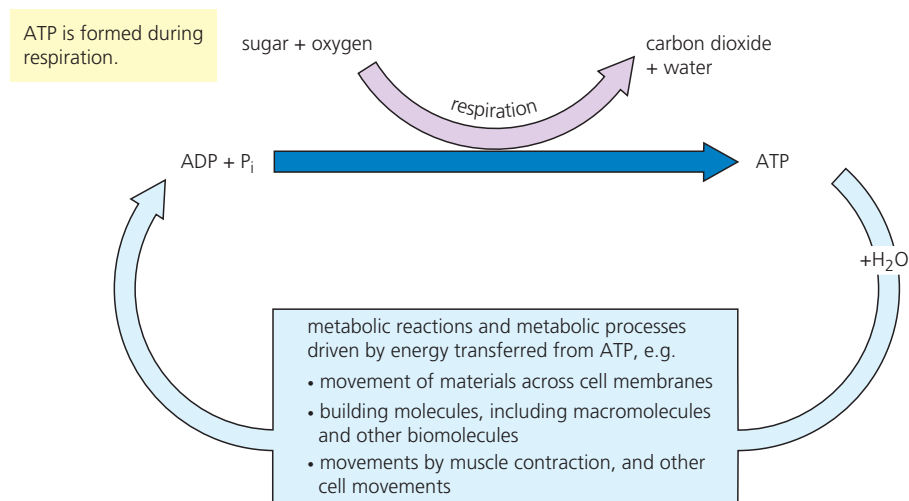 ATP is formed during
respiration.
sugar + oxygen
carbon dioxide
+ water
respiration
ADP + Pᵢ
ATP
+H₂O
metabolic reactions and metabolic processes
driven by energy transferred from ATP, e.g.
• movement of materials across cell membranes
• building molecules, including macromolecules
and other biomolecules
• movements by muscle contraction, and other
cell movements